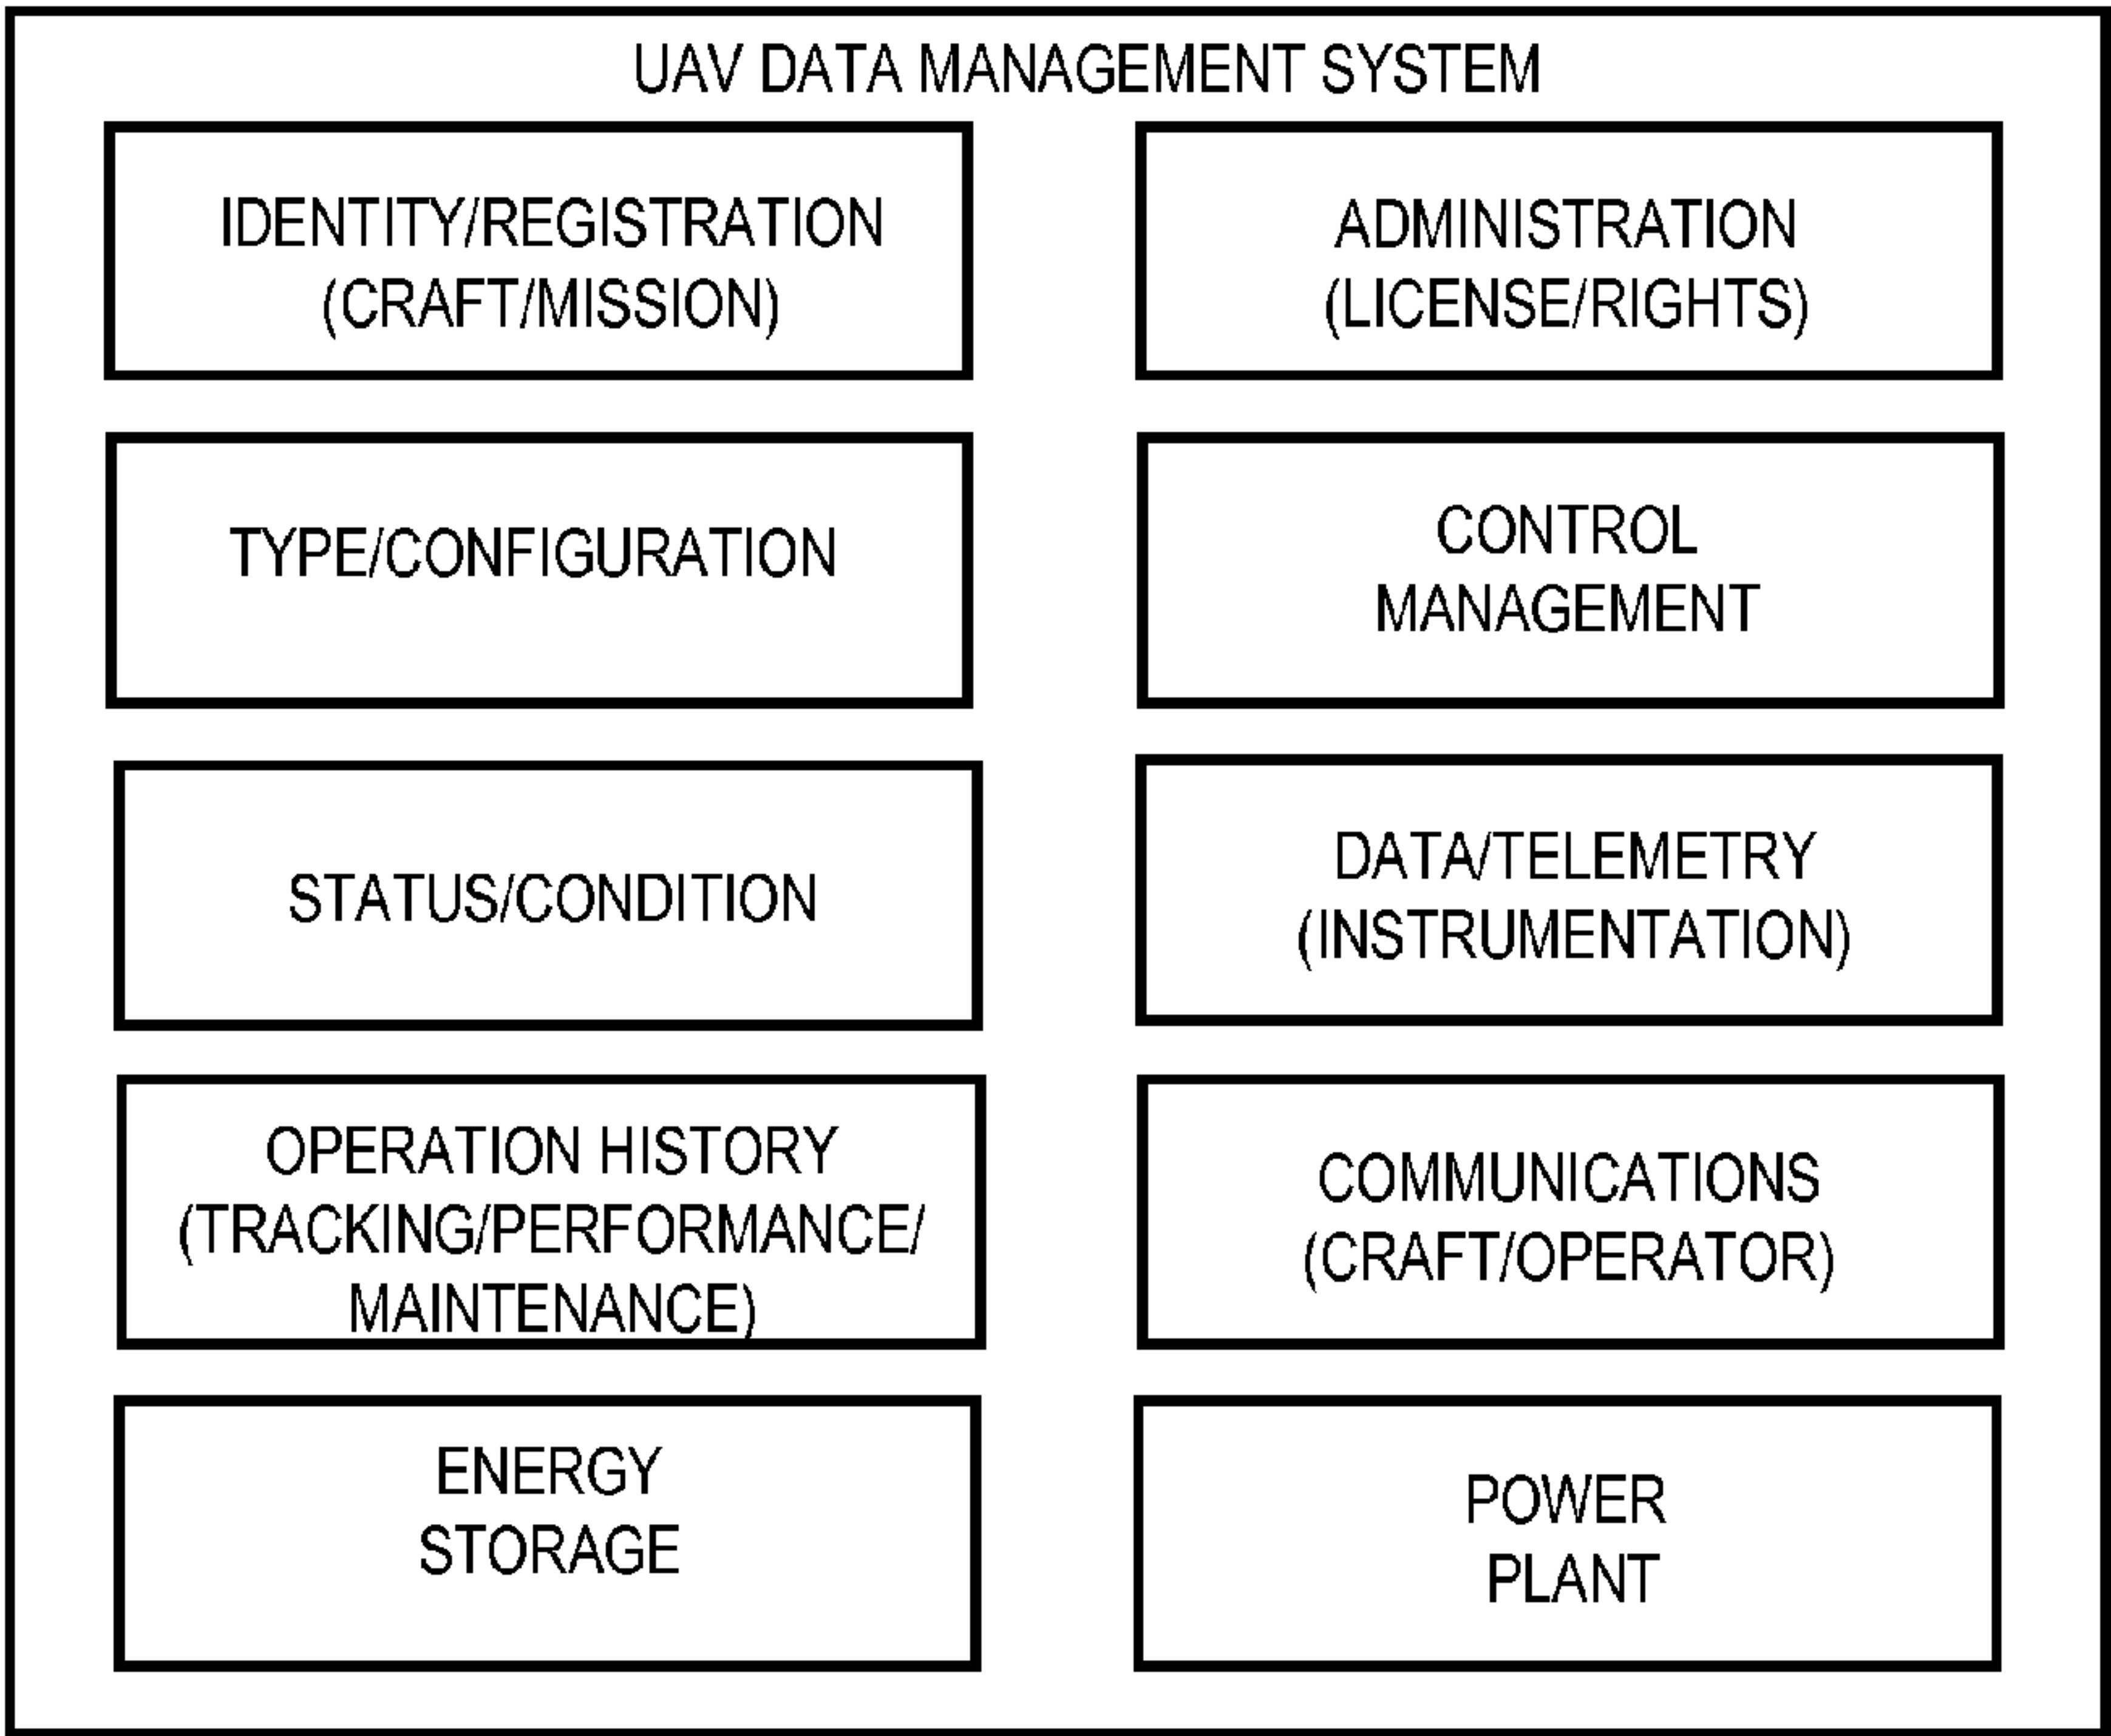 UAV DATA MANAGEMENT SYSTEM
IDENTITY/REGISTRATION
(CRAFT/MISSION)
ADMINISTRATION
(LICENSE/RIGHTS)
TYPE/CONFIGURATION
CONTROL
MANAGEMENT
STATUS/CONDITION
DATA/TELEMETRY
(INSTRUMENTATION)
OPERATION HISTORY
(TRACKING/PERFORMANCE/
MAINTENANCE)
COMMUNICATIONS
(CRAFT/OPERATOR)
ENERGY
STORAGE
POWER
PLANT